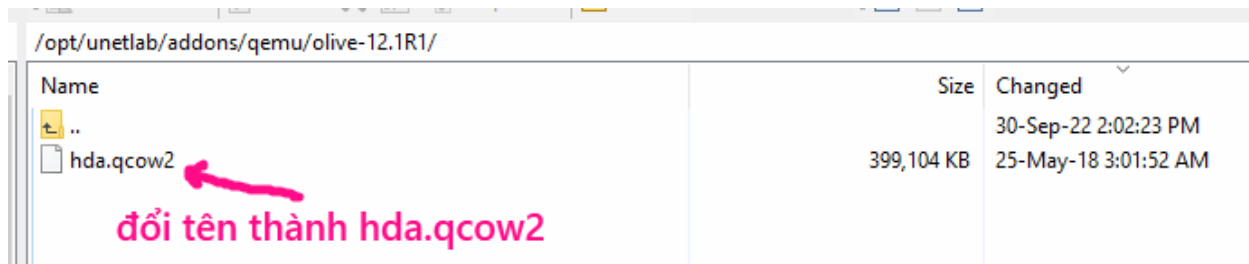 /opt/unetlab/addons/qemu/olive-12.1R1/
Name Size Changed
.. 30-Sep-22 2:02:23 PM
hda.qcow2 399,104 KB 25-May-18 3:01:52 AM
đổi tên thành hda.qcow2